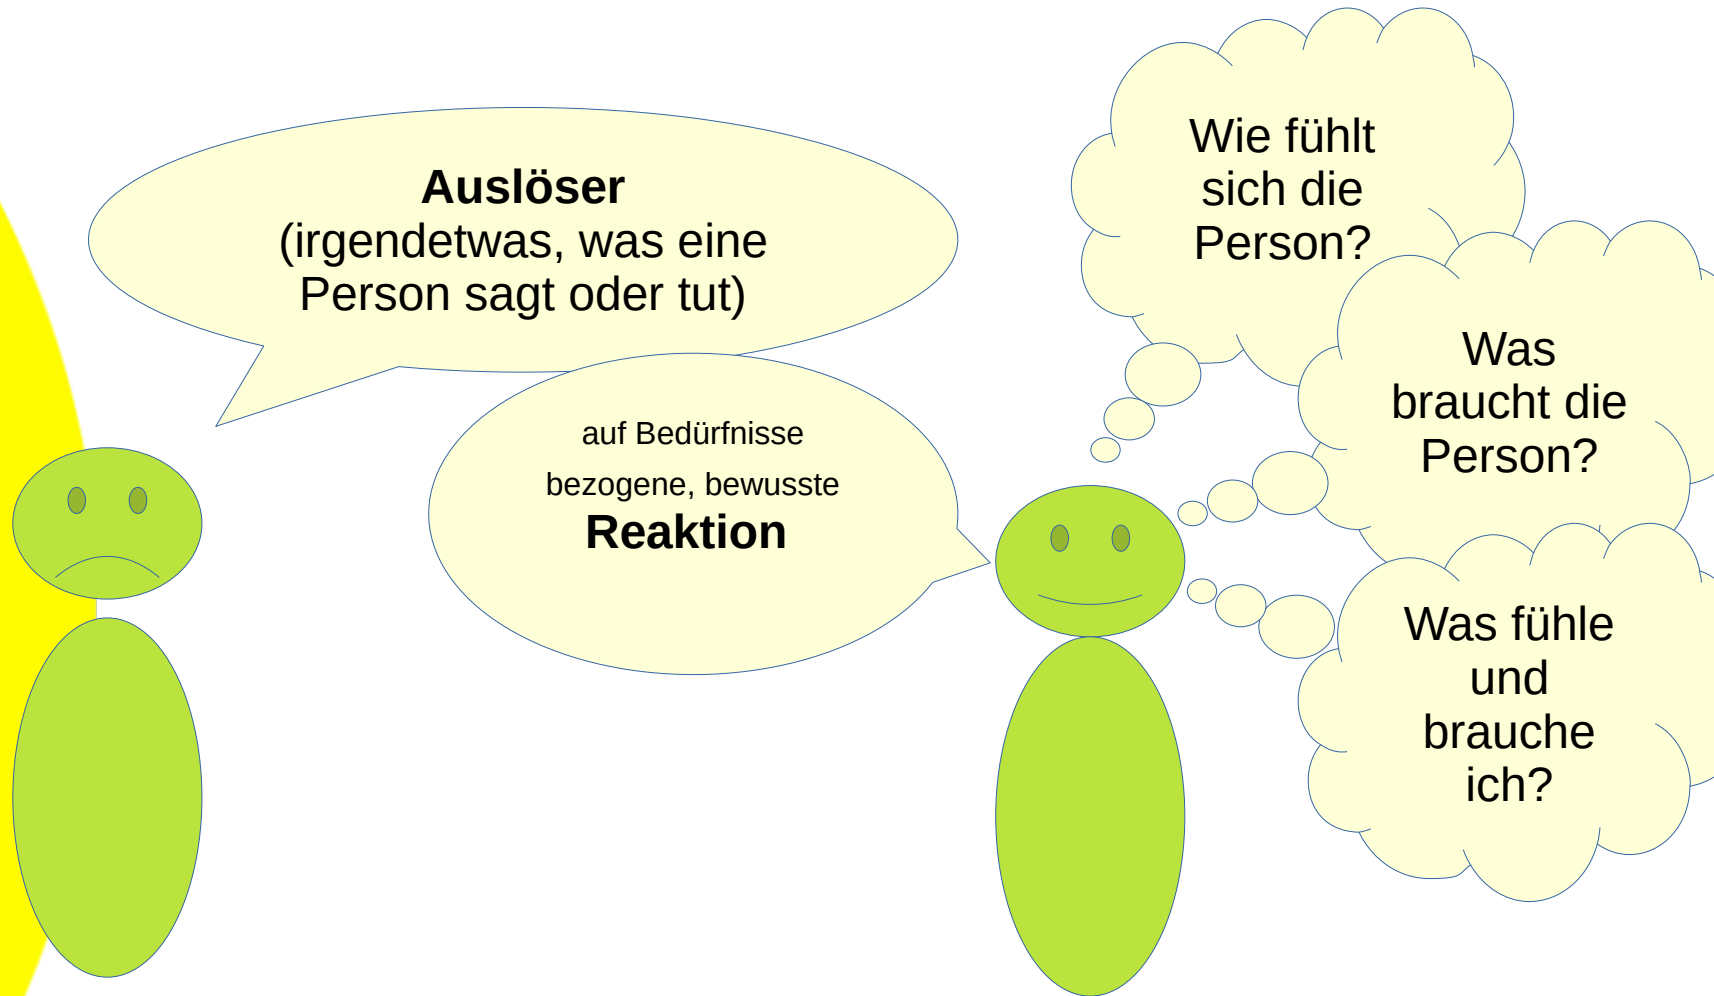 Auslöser
(irgendetwas, was eine
Person sagt oder tut)
auf Bedürfnisse
bezogene, bewusste
Reaktion
Wie fühlt
sich die
Person?
Was
braucht die
Person?
Was fühle
und
brauche
ich?